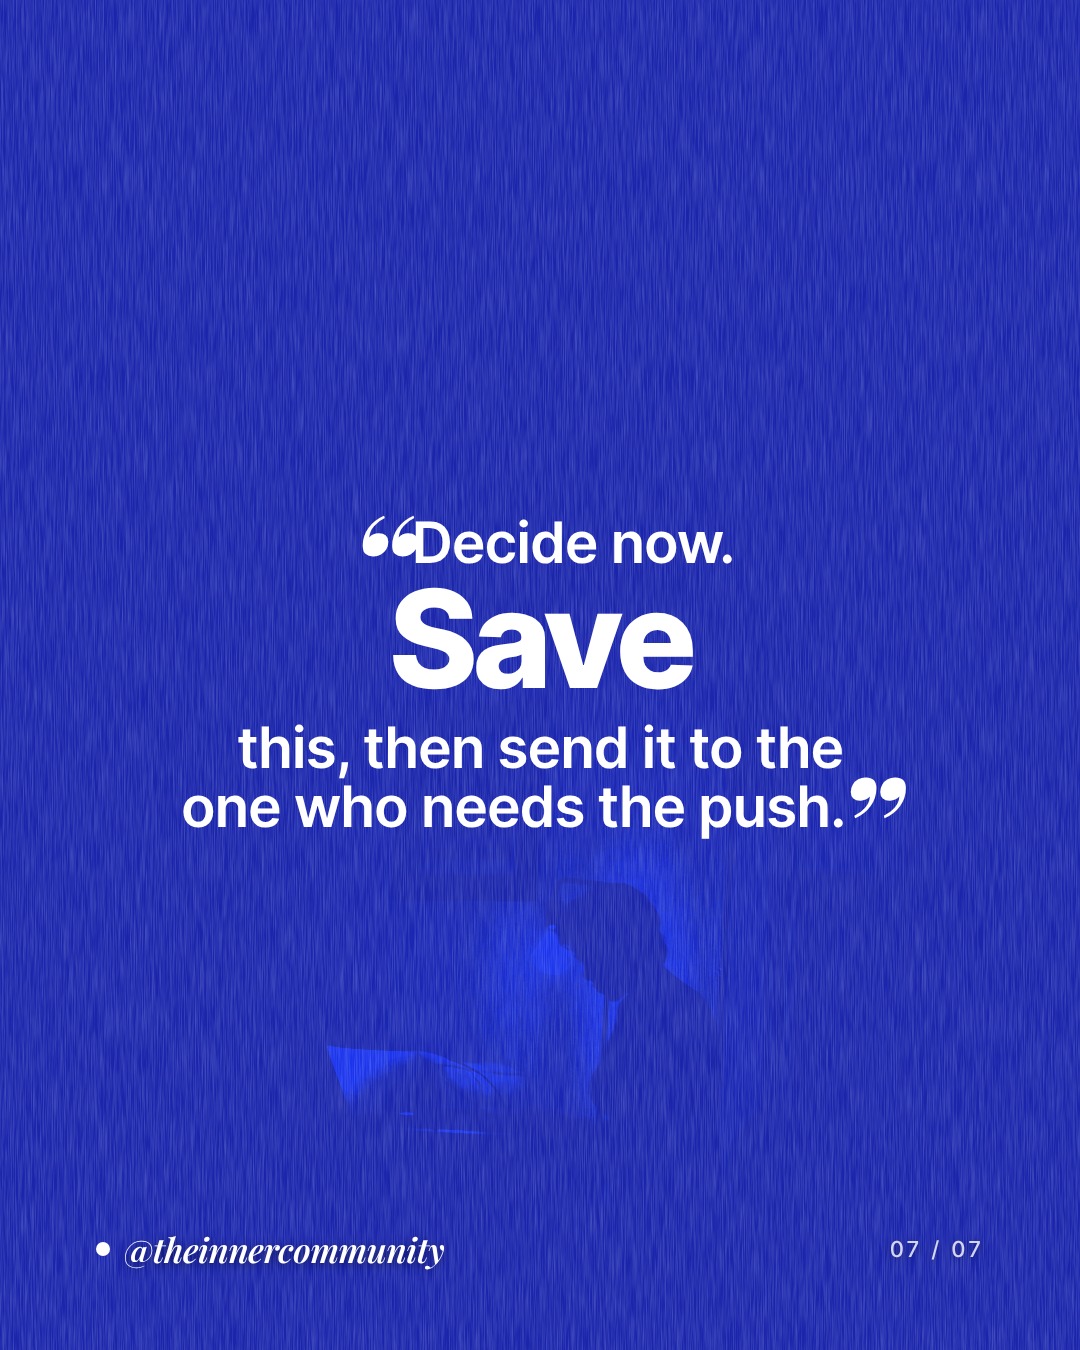 “Decide now.
Save
this, then send it to the
one who needs the push.”
@theinnercommunity
07 / 07